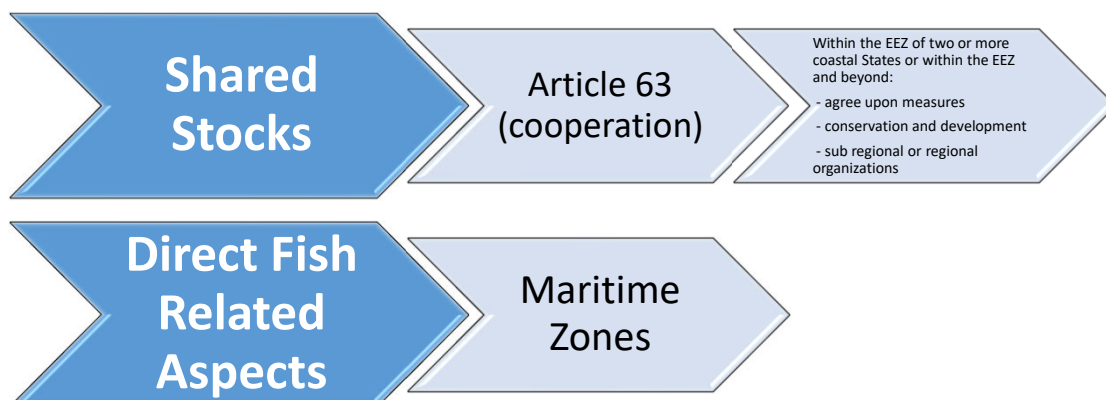 Shared
Stocks
Article 63
(cooperation)
Within the EEZ of two or more
coastal States or within the EEZ
and beyond:
- agree upon measures
- conservation and development
- sub regional or regional
organizations
Direct Fish
Related
Aspects
Maritime
Zones